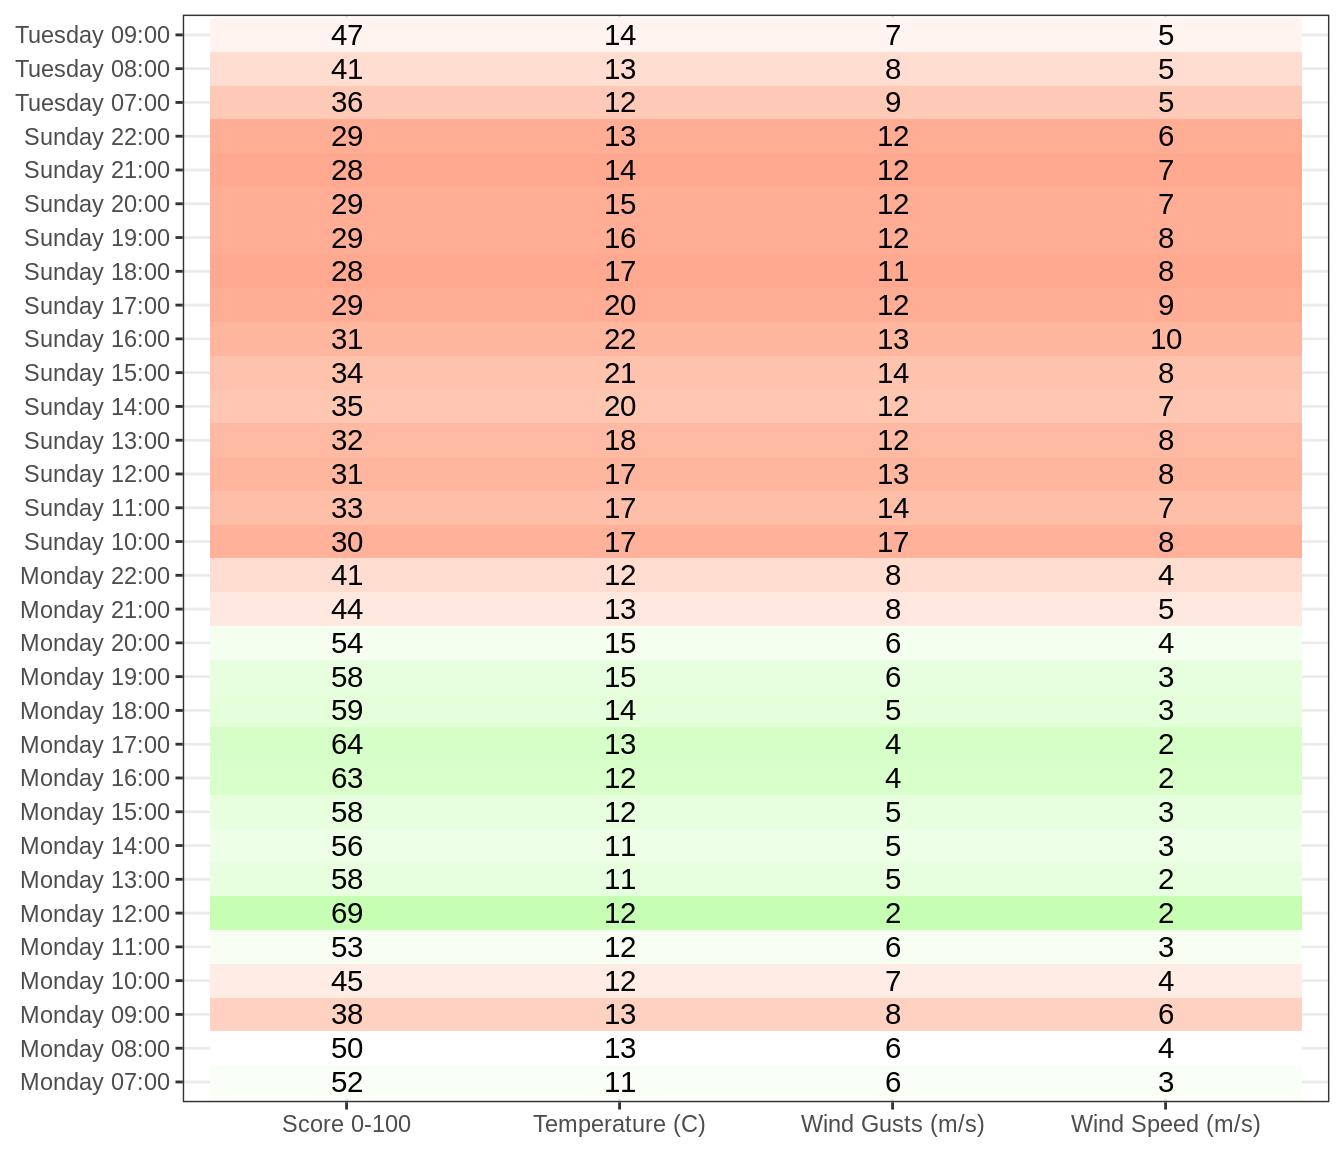 Tuesday 09:00 47 14 7 5
Tuesday 08:00 41 13 8 5
Tuesday 07:00 36 12 9 5
Sunday 22:00 29 13 12 6
Sunday 21:00 28 14 12 7
Sunday 20:00 29 15 12 7
Sunday 19:00 29 16 12 8
Sunday 18:00 28 17 11 8
Sunday 17:00 29 20 12 9
Sunday 16:00 31 22 13 10
Sunday 15:00 34 21 14 8
Sunday 14:00 35 20 12 7
Sunday 13:00 32 18 12 8
Sunday 12:00 31 17 13 8
Sunday 11:00 33 17 14 7
Sunday 10:00 30 17 17 8
Monday 22:00 41 12 8 4
Monday 21:00 44 13 8 5
Monday 20:00 54 15 6 4
Monday 19:00 58 15 6 3
Monday 18:00 59 14 5 3
Monday 17:00 64 13 4 2
Monday 16:00 63 12 4 2
Monday 15:00 58 12 5 3
Monday 14:00 56 11 5 3
Monday 13:00 58 11 5 2
Monday 12:00 69 12 2 2
Monday 11:00 53 12 6 3
Monday 10:00 45 12 7 4
Monday 09:00 38 13 8 6
Monday 08:00 50 13 6 4
Monday 07:00 52 11 6 3
Score 0-100 Temperature (C) Wind Gusts (m/s) Wind Speed (m/s)